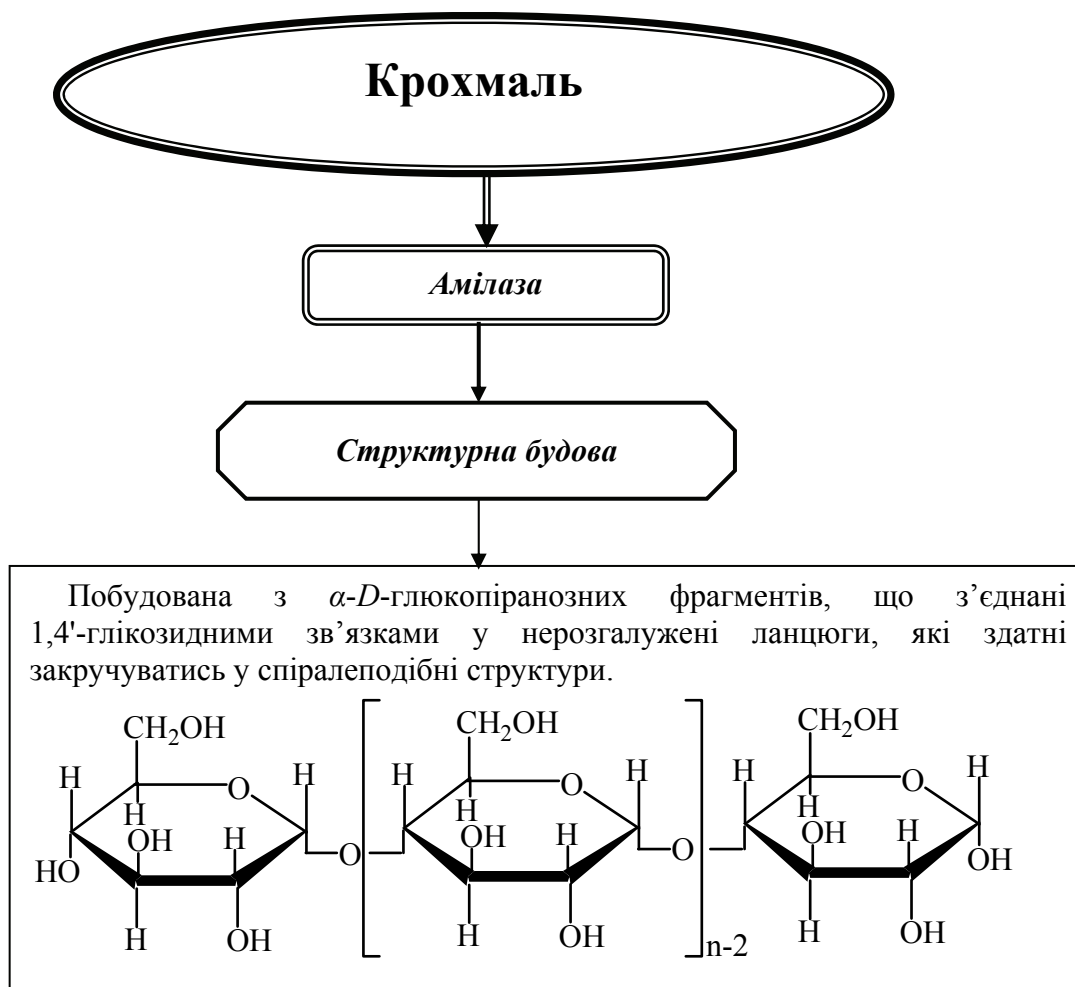 Крохмаль
Амілаза
Структурна будова
Побудована з α-D-глюкопіранозних фрагментів, що з’єднані
1,4'-глікозидними зв’язками у нерозгалужені ланцюги, які здатні
закручуватись у спіралеподібні структури.
CH₂OH CH₂OH CH₂OH
H O H H O H H O H
H H H
OH H OH H OH H
HO O O OH
H OH H OH H OH
n-2